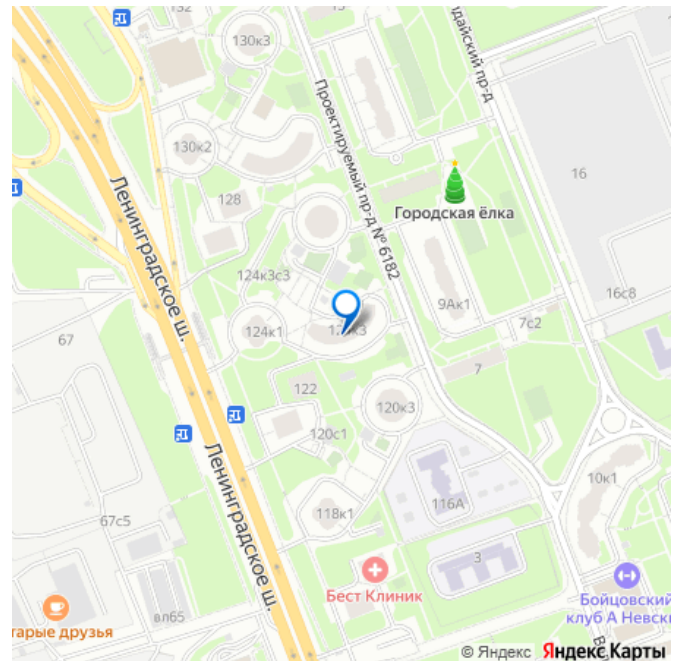 132
13
130к3
130к2
16
128
Городская ёлка
Проектируемый пр-д № 6182
Ленинградское ш.
124к3с3
9Ак1
16с8
67
124к1
7с2
7
122
120к3
120с1
Ленинградское ш.
10к1
116А
118к1
67с5
3
Бест Клиник
Бойцовский
клуб А Невск
вл65
тарые друзья
© Яндекс Яндекс Карты